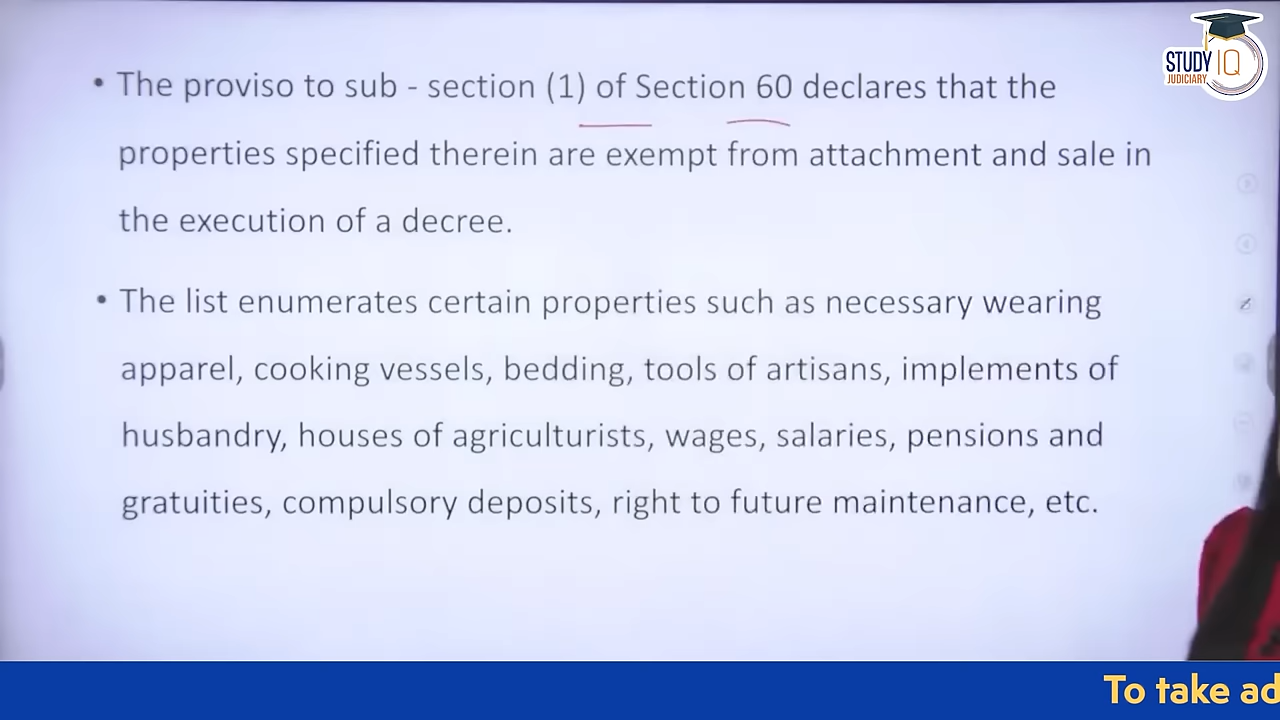 STUDY IQ
JUDICIARY
• The proviso to sub - section (1) of Section 60 declares that the
properties specified therein are exempt from attachment and sale in
the execution of a decree.
• The list enumerates certain properties such as necessary wearing
apparel, cooking vessels, bedding, tools of artisans, implements of
husbandry, houses of agriculturists, wages, salaries, pensions and
gratuities, compulsory deposits, right to future maintenance, etc.
To take ad